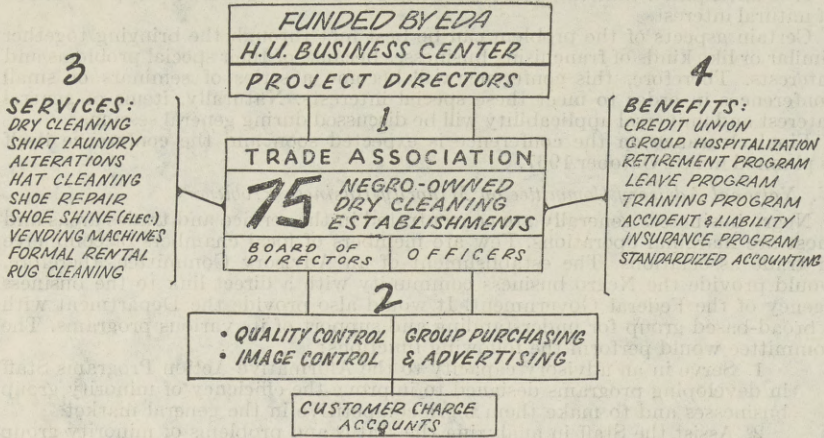 FUNDED BY EDA
H.U. BUSINESS CENTER
PROJECT DIRECTORS
1
TRADE ASSOCIATION
75 NEGRO-OWNED
DRY CLEANING
ESTABLISHMENTS
BOARD OF
DIRECTORS
OFFICERS
3
SERVICES:
DRY CLEANING
SHIRT LAUNDRY
ALTERATIONS
HAT CLEANING
SHOE REPAIR
SHOE SHINE (ELEC.)
VENDING MACHINES
FORMAL RENTAL
RUG CLEANING
4
BENEFITS:
CREDIT UNION
GROUP HOSPITALIZATION
RETIREMENT PROGRAM
LEAVE PROGRAM
TRAINING PROGRAM
ACCIDENT & LIABILITY
INSURANCE PROGRAM
STANDARDIZED ACCOUNTING
2
• QUALITY CONTROL
• IMAGE CONTROL
GROUP PURCHASING
& ADVERTISING
CUSTOMER CHARGE
ACCOUNTS